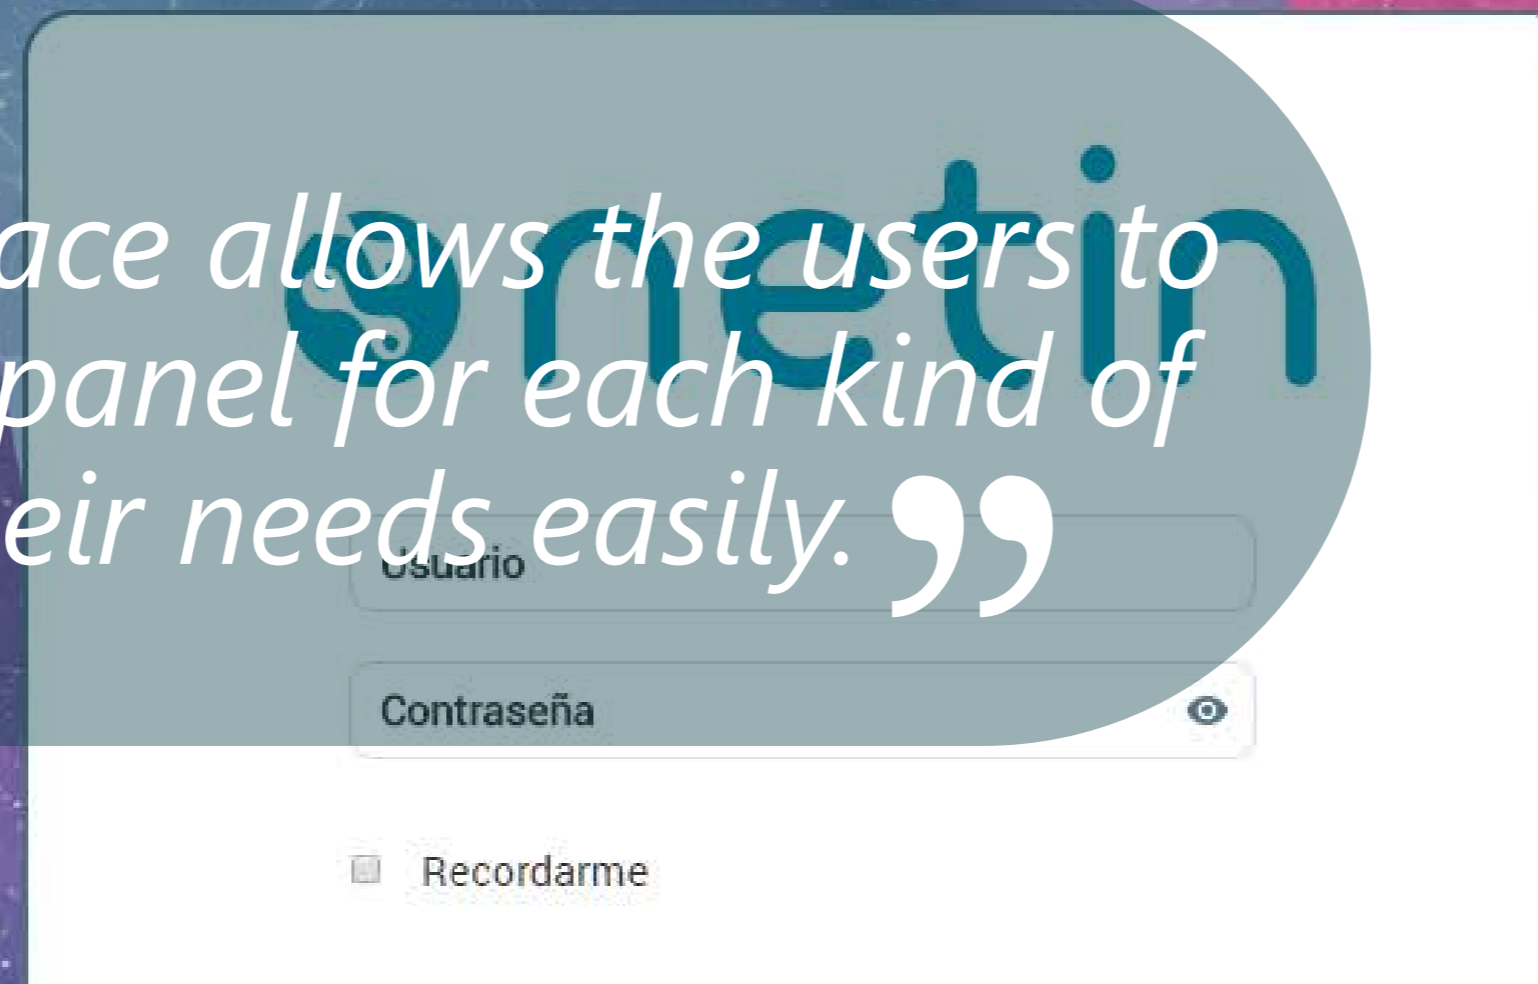 netin
ace allows the users to
panel for each kind of
eir needs easily.”
Usuario
Contraseña
Recordarme